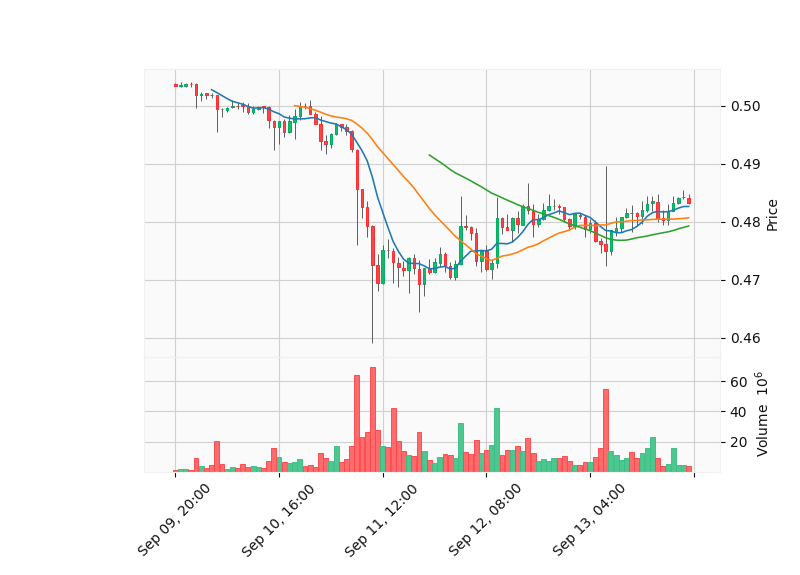 0.50
0.49
0.48
0.47
0.46
Price
60
40
20
Volume 10^6
Sep 09, 20:00
Sep 10, 16:00
Sep 11, 12:00
Sep 12, 08:00
Sep 13, 04:00